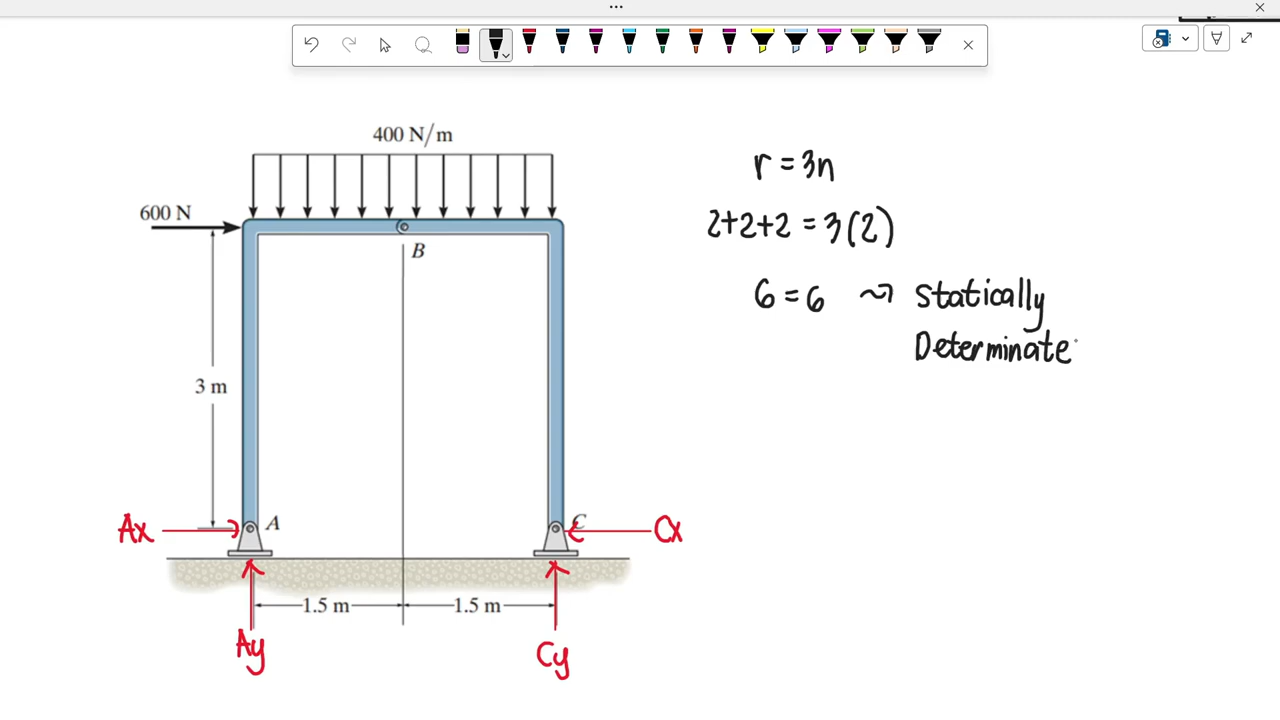 400 N/m
600 N
B
3 m
A
C
Ax
Cx
1.5 m
1.5 m
Ay
Cy
r = 3n
2+2+2 = 3(2)
6 = 6 ⤳ Statically
Determinate